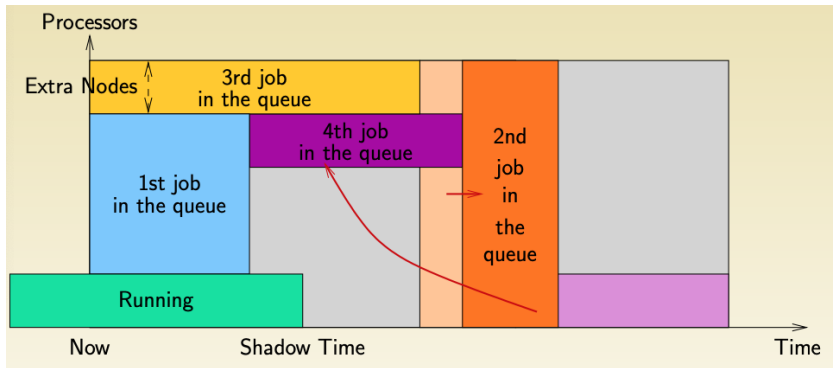 Processors
Extra Nodes
3rd job
in the queue
1st job
in the queue
4th job
in the queue
2nd
job
in
the
queue
Running
Now
Shadow Time
Time